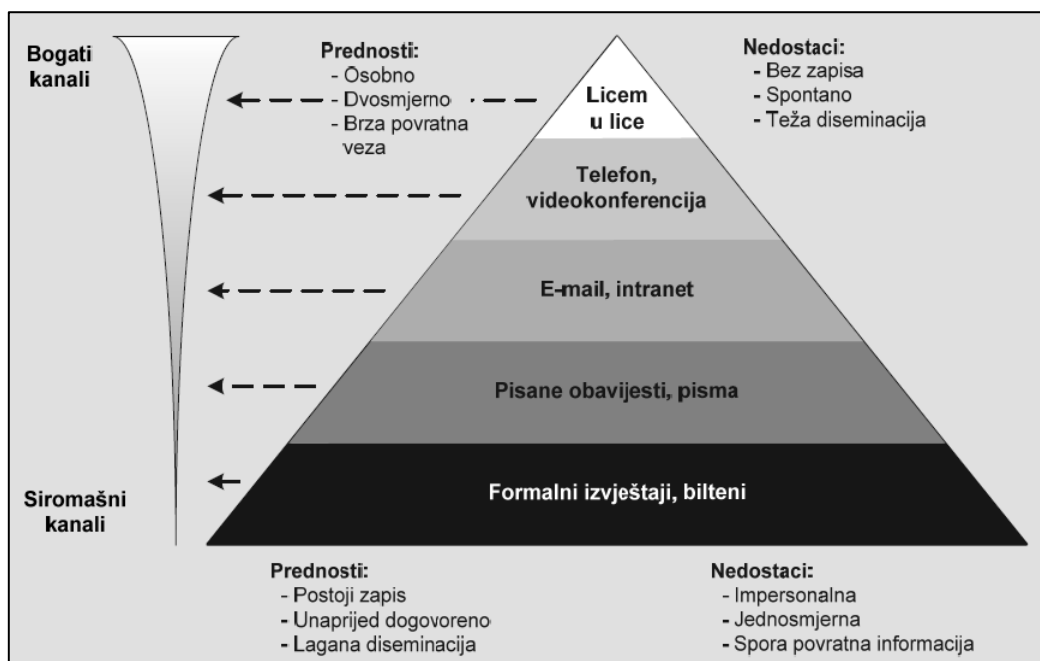 Bogati
kanali
Prednosti:
- Osobno
- Dvosmjerno
- Brza povratna
veza
Licem
u lice
Nedostaci:
- Bez zapisa
- Spontano
- Teža diseminacija
Telefon,
videokonferencija
E-mail, intranet
Pisane obavijesti, pisma
Siromašni
kanali
Formalni izvještaji, bilteni
Prednosti:
- Postoji zapis
- Unaprijed dogovoreno
- Lagana diseminacija
Nedostaci:
- Impersonalna
- Jednosmjerna
- Spora povratna informacija